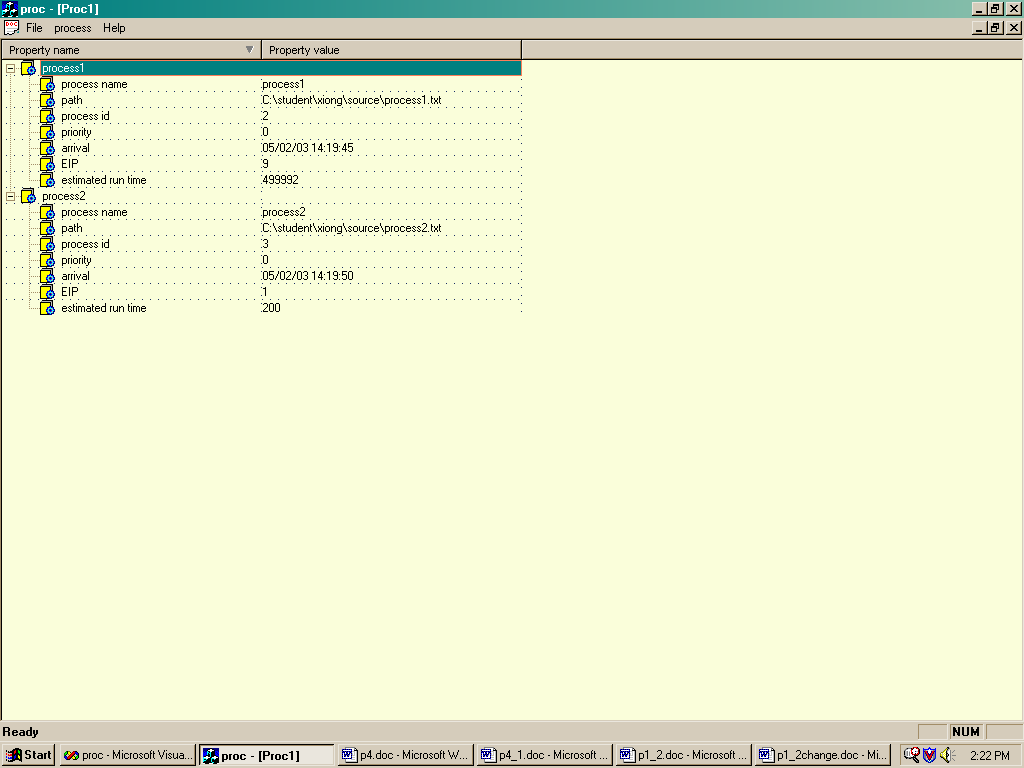 proc - [Proc1]
File process Help
Property name Property value
process1
process name process1
path C:\student\xiong\source\process1.txt
process id 2
priority 0
arrival 05/02/03 14:19:45
EIP 9
estimated run time 499992
process2
process name process2
path C:\student\xiong\source\process2.txt
process id 3
priority 0
arrival 05/02/03 14:19:50
EIP 1
estimated run time 200
Ready NUM
Start proc - Microsoft Visua... proc - [Proc1] p4.doc - Microsoft W... p4_1.doc - Microsoft ... p1_2.doc - Microsoft ... p1_2change.doc - Mi... 2:22 PM